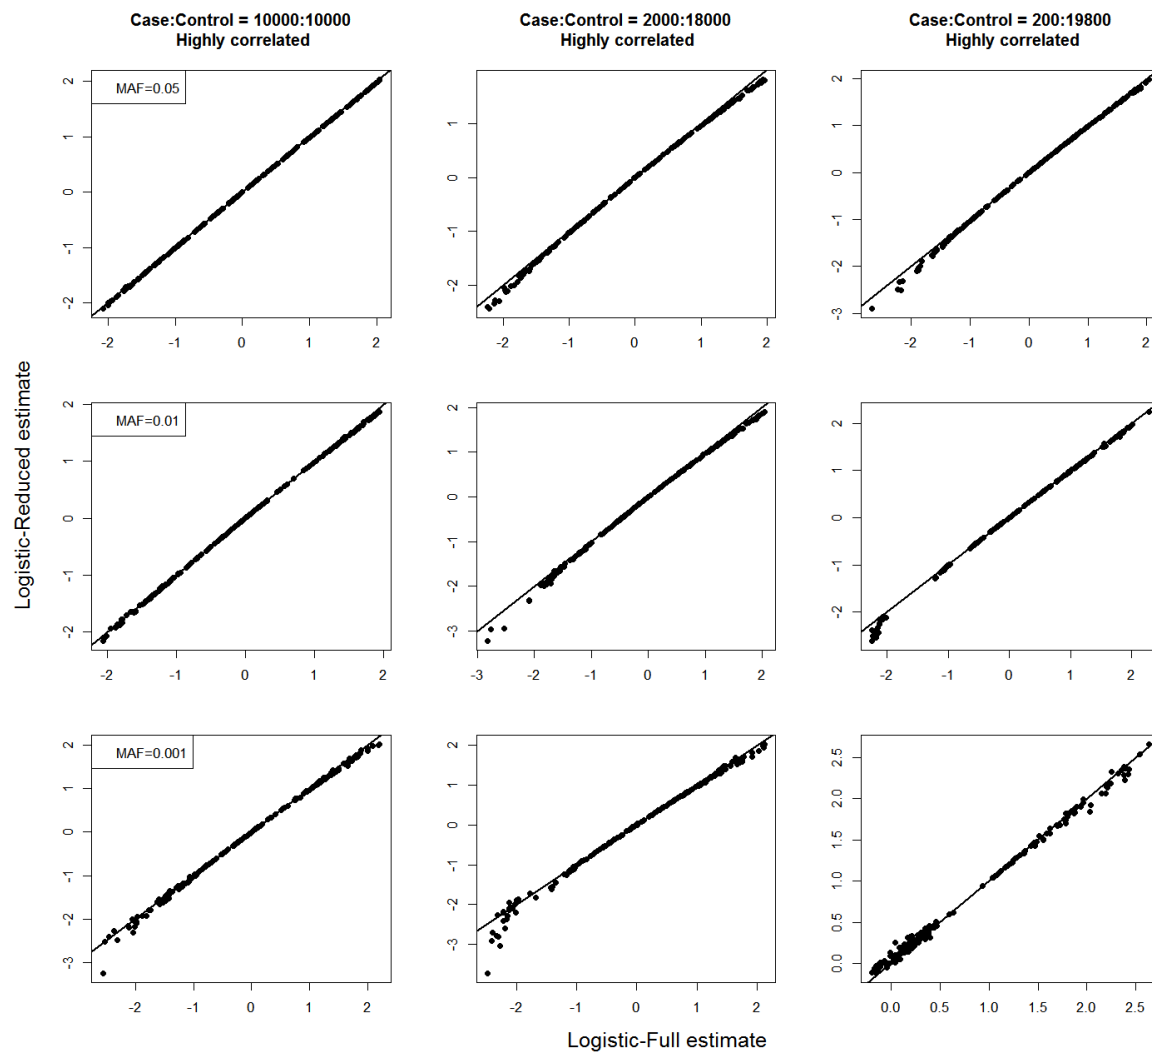 Case:Control = 10000:10000
Highly correlated
Case:Control = 2000:18000
Highly correlated
Case:Control = 200:19800
Highly correlated
MAF=0.05
2
1
0
-1
-2
-2 -1 0 1 2
1
0
-1
-2
-2 -1 0 1 2
2
1
0
-1
-2
-3
-2 -1 0 1 2
Logistic-Reduced estimate
MAF=0.01
2
1
0
-1
-2
-2 -1 0 1 2
2
1
0
-1
-2
-3
-3 -2 -1 0 1 2
2
1
0
-1
-2
-2 -1 0 1 2
MAF=0.001
2
1
0
-1
-2
-3
-2 -1 0 1 2
2
1
0
-1
-2
-3
-2 -1 0 1 2
2.5
2.0
1.5
1.0
0.5
0.0
0.0 0.5 1.0 1.5 2.0 2.5
Logistic-Full estimate